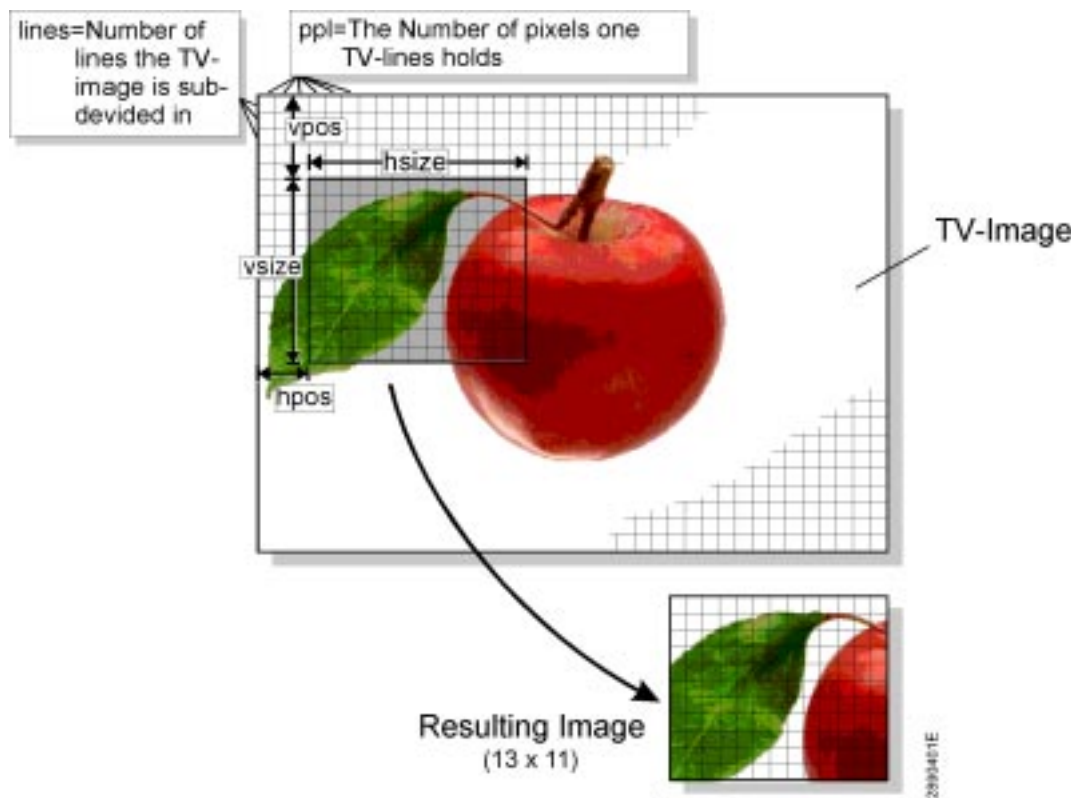 lines=Number of
lines the TV-
image is sub-
devided in
ppl=The Number of pixels one
TV-lines holds
vpos
hsize
vsize
hpos
TV-Image
Resulting Image
(13 x 11)
2890401E